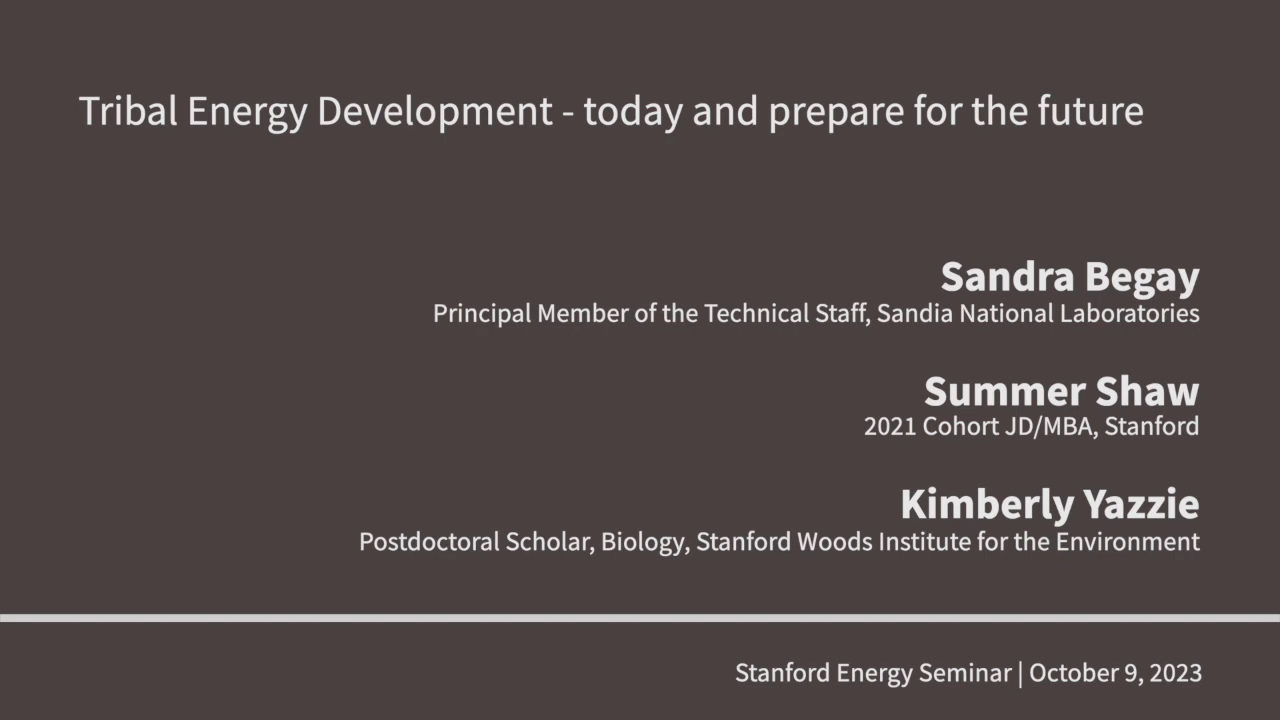 Tribal Energy Development - today and prepare for the future
Sandra Begay
Principal Member of the Technical Staff, Sandia National Laboratories
Summer Shaw
2021 Cohort JD/MBA, Stanford
Kimberly Yazzie
Postdoctoral Scholar, Biology, Stanford Woods Institute for the Environment
Stanford Energy Seminar | October 9, 2023